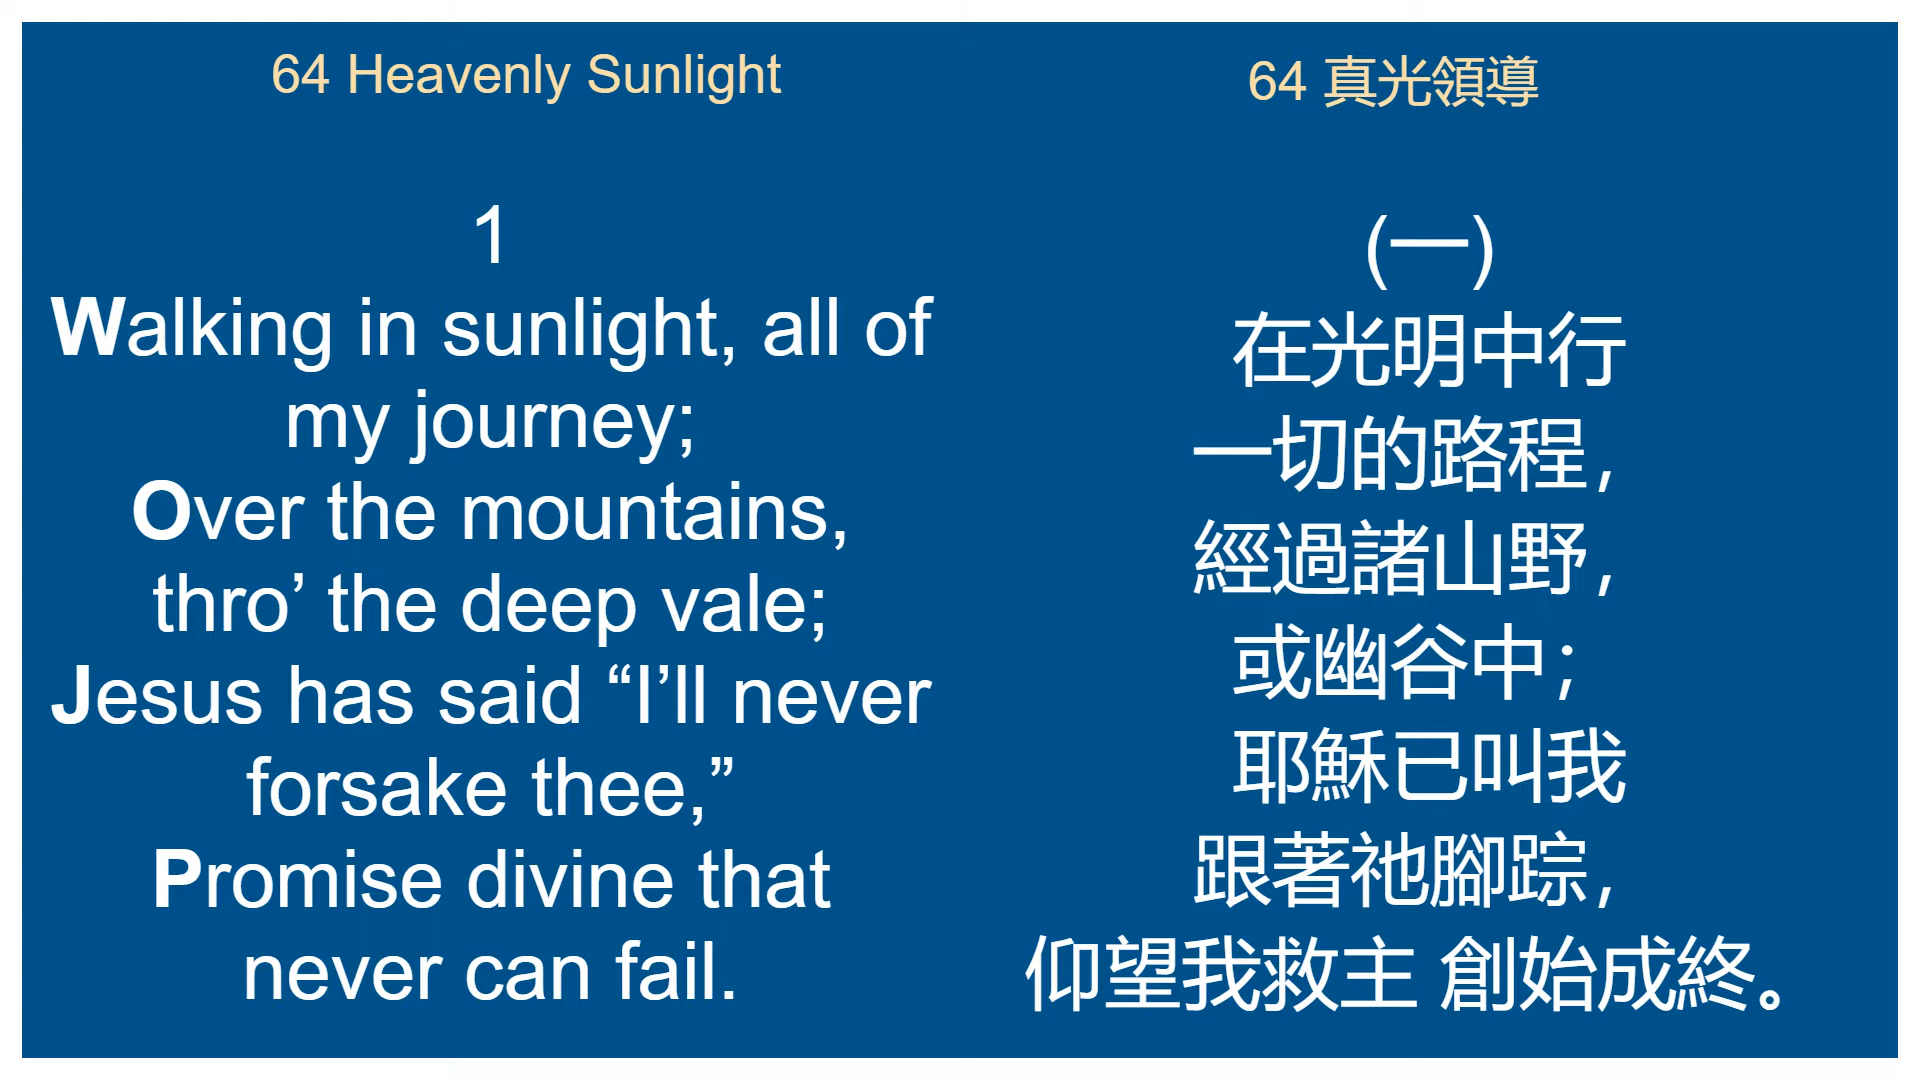 64 Heavenly Sunlight
1
Walking in sunlight, all of
my journey;
Over the mountains,
thro’ the deep vale;
Jesus has said “I’ll never
forsake thee,”
Promise divine that
never can fail.
64 真光領導
(一)
在光明中行
一切的路程，
經過諸山野，
或幽谷中；
耶穌已叫我
跟著祂腳踪，
仰望我救主 創始成終。